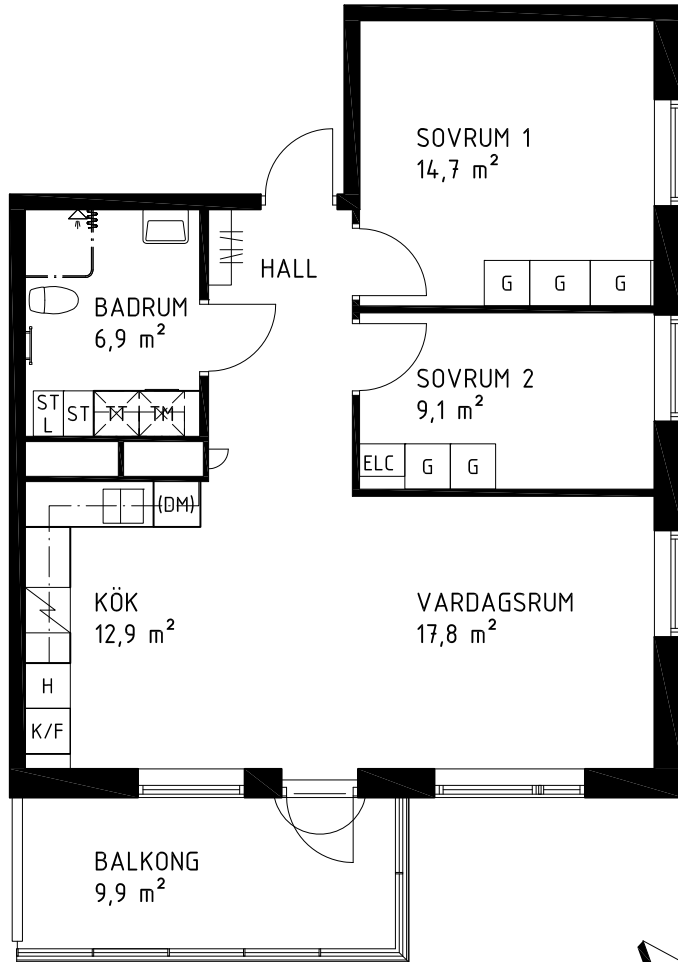 SOVRUM 1
14,7 m²
G G G
HALL
BADRUM
6,9 m²
ST
L
ST TT TM
SOVRUM 2
9,1 m²
ELC G G
(DM)
KÖK
12,9 m²
VARDAGSRUM
17,8 m²
H
K/F
BALKONG
9,9 m²